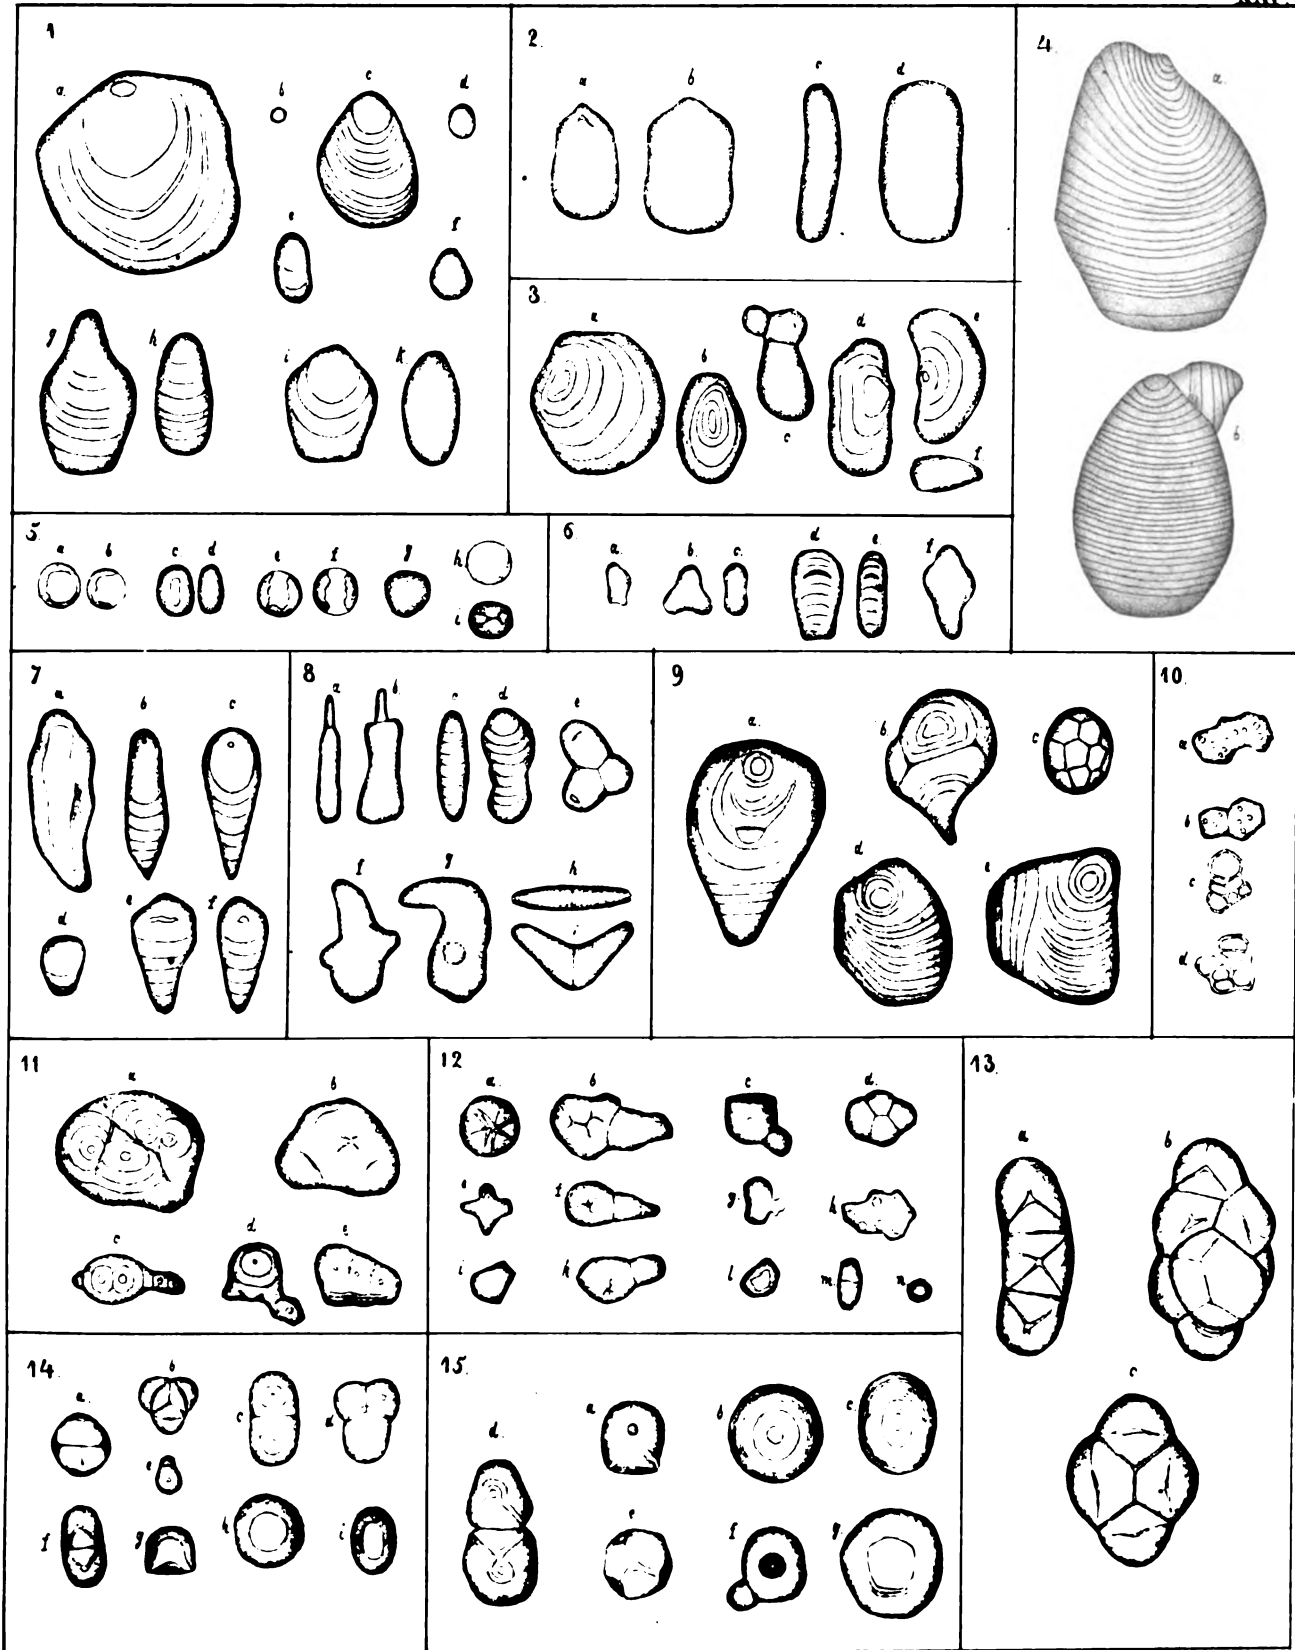 1
a. b c d
e f
g h i k
2.
a b c d
3.
a b c d e
f
4.
a.
b.
5.
a b c d e f g h
i
6.
a. b. c. d e f
7
a b c
d e f
8
a b c d e
f g h
i
9
a. b c
d e
10.
a
b
c
d
11
a b
c d e
12
a. b c d.
e f g. h
i k l m n
13.
a b
c
14.
a. b c d
e
f g h i
15.
d. a b c.
e f g.